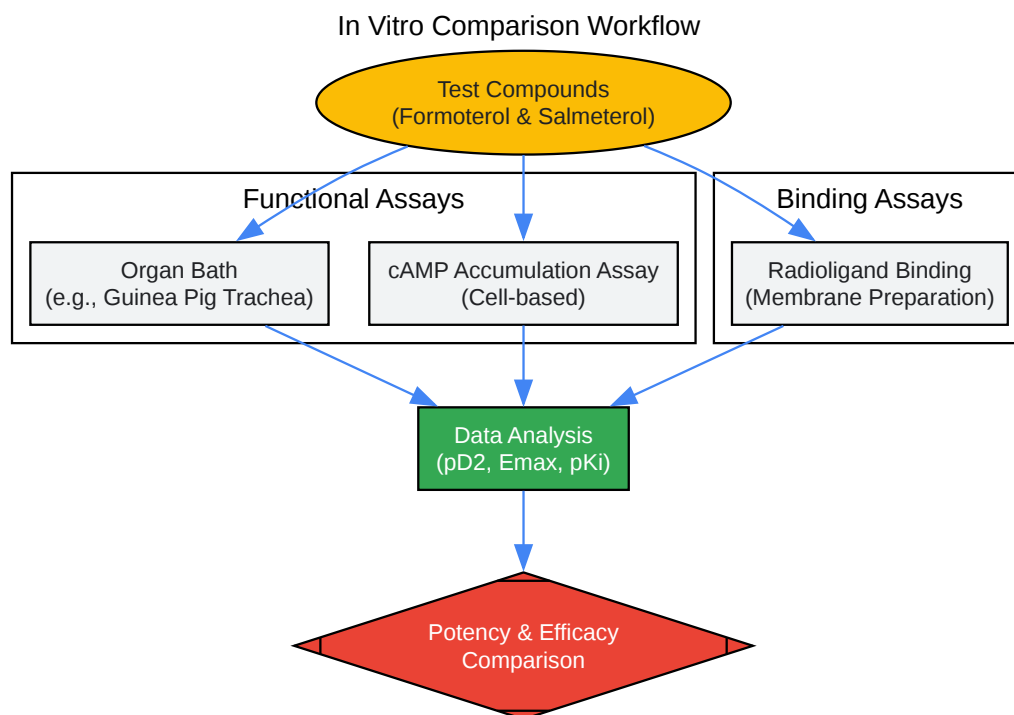 In Vitro Comparison Workflow
Test Compounds
(Formoterol & Salmeterol)
Functional Assays
Binding Assays
Organ Bath
(e.g., Guinea Pig Trachea)
cAMP Accumulation Assay
(Cell-based)
Radioligand Binding
(Membrane Preparation)
Data Analysis
(pD2, Emax, pKi)
Potency & Efficacy
Comparison